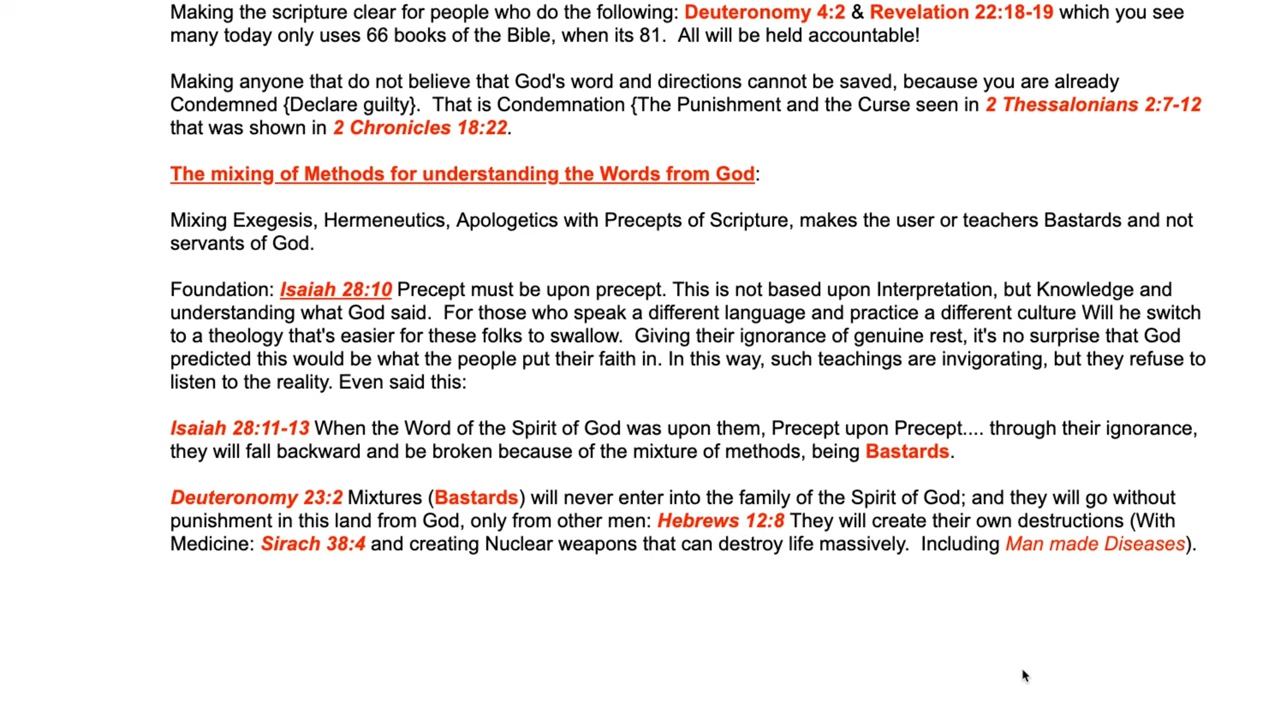 Making the scripture clear for people who do the following: Deuteronomy 4:2 & Revelation 22:18-19 which you see
many today only uses 66 books of the Bible, when its 81. All will be held accountable!
Making anyone that do not believe that God's word and directions cannot be saved, because you are already
Condemned {Declare guilty}. That is Condemnation {The Punishment and the Curse seen in 2 Thessalonians 2:7-12
that was shown in 2 Chronicles 18:22.
The mixing of Methods for understanding the Words from God:
Mixing Exegesis, Hermeneutics, Apologetics with Precepts of Scripture, makes the user or teachers Bastards and not
servants of God.
Foundation: Isaiah 28:10 Precept must be upon precept. This is not based upon Interpretation, but Knowledge and
understanding what God said. For those who speak a different language and practice a different culture Will he switch
to a theology that's easier for these folks to swallow. Giving their ignorance of genuine rest, it's no surprise that God
predicted this would be what the people put their faith in. In this way, such teachings are invigorating, but they refuse to
listen to the reality. Even said this:
Isaiah 28:11-13 When the Word of the Spirit of God was upon them, Precept upon Precept.... through their ignorance,
they will fall backward and be broken because of the mixture of methods, being Bastards.
Deuteronomy 23:2 Mixtures (Bastards) will never enter into the family of the Spirit of God; and they will go without
punishment in this land from God, only from other men: Hebrews 12:8 They will create their own destructions (With
Medicine: Sirach 38:4 and creating Nuclear weapons that can destroy life massively. Including Man made Diseases).